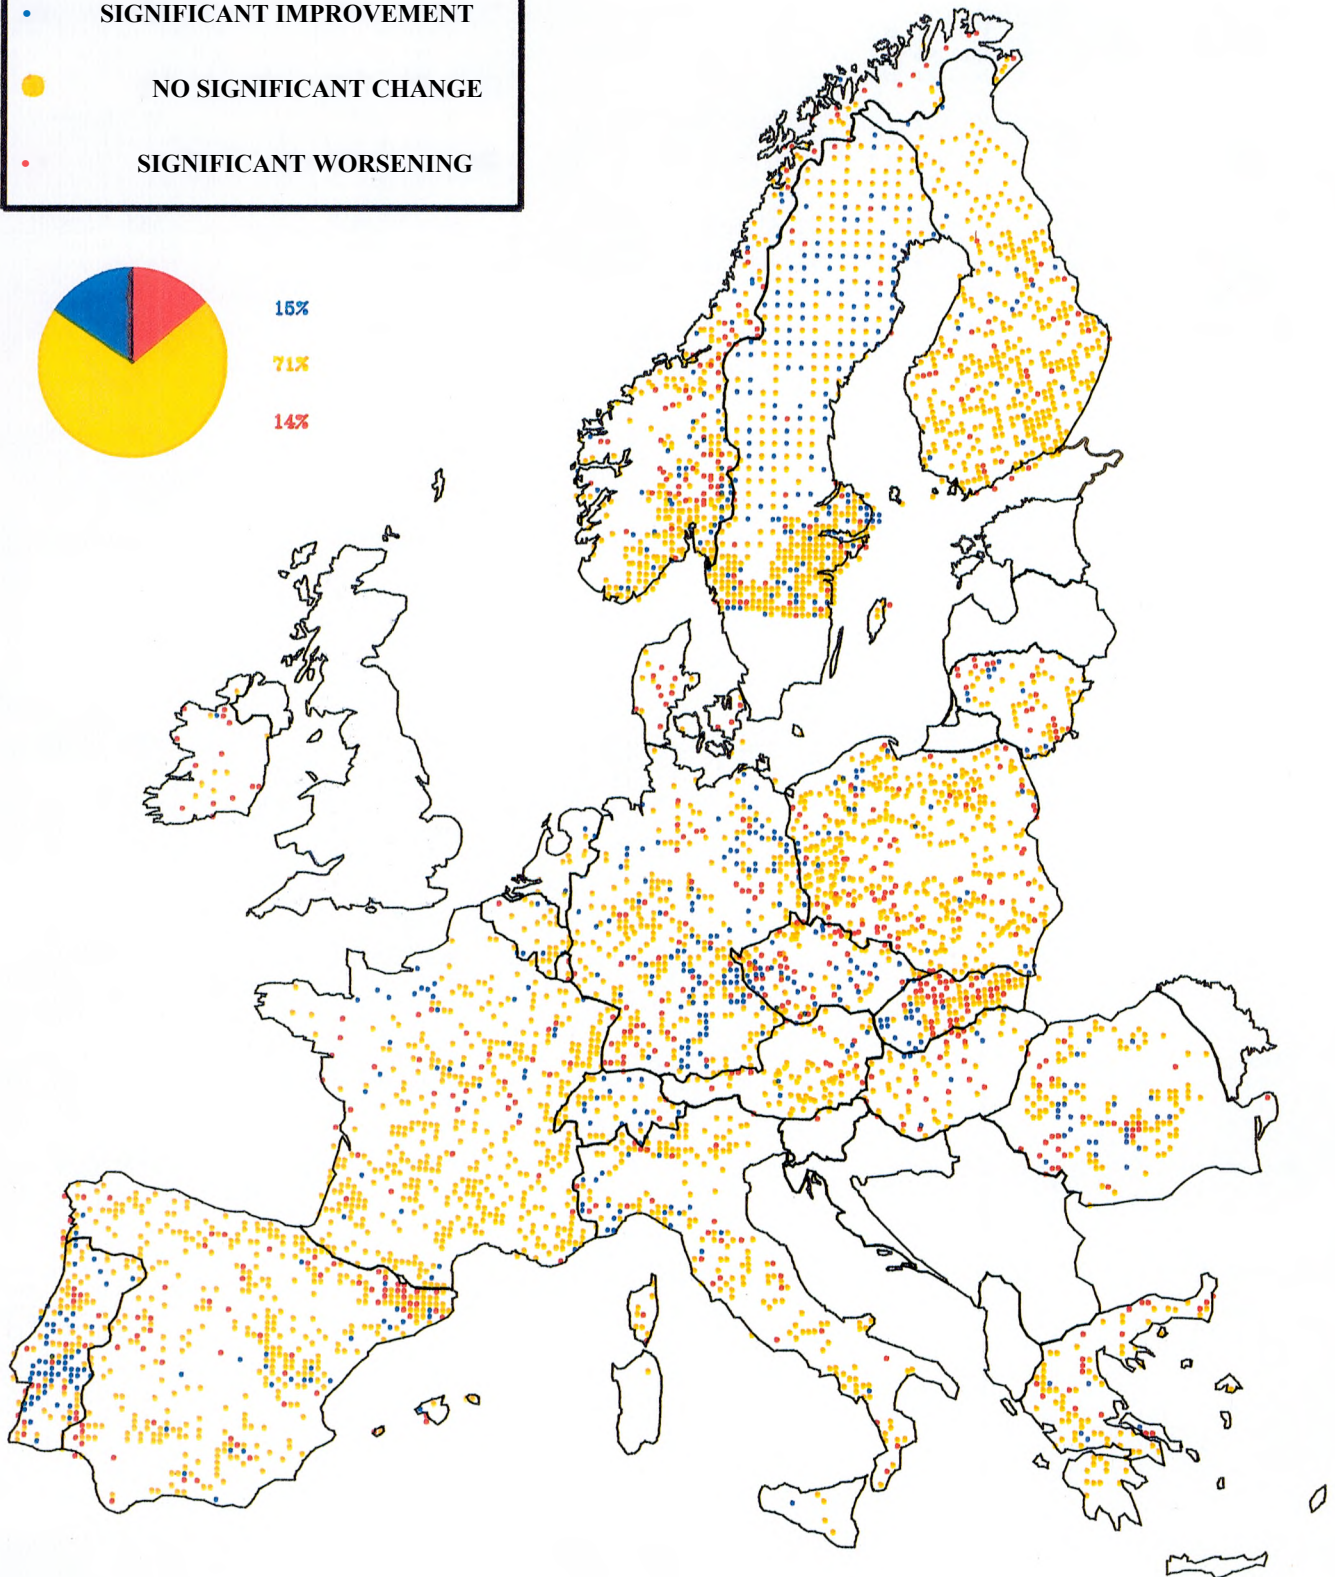 SIGNIFICANT IMPROVEMENT
NO SIGNIFICANT CHANGE
SIGNIFICANT WORSENING
15%
71%
14%